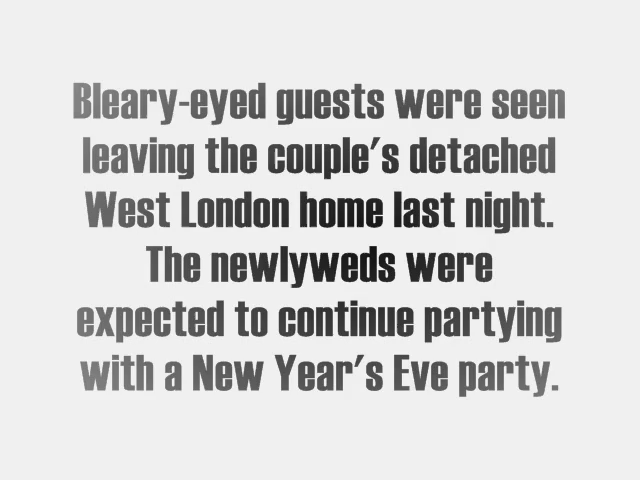 Bleary-eyed guests were seen
leaving the couple's detached
West London home last night.
The newlyweds were
expected to continue partying
with a New Year's Eve party.